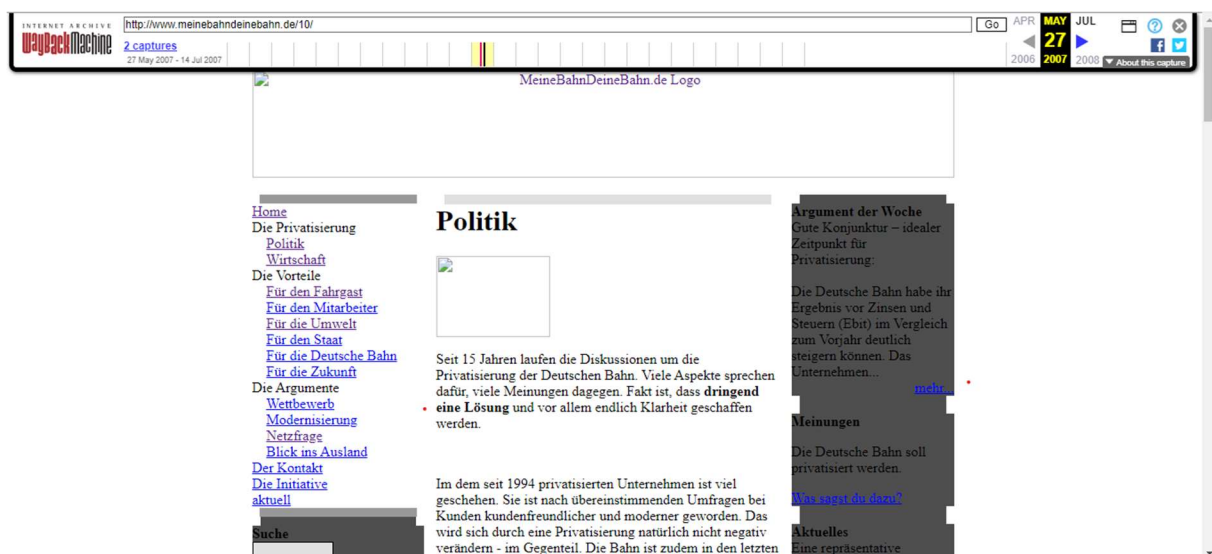 INTERNET ARCHIVE
WayBackMachine
http://www.meinebahndeinebahn.de/10/
Go
2 captures
27 May 2007 - 14 Jul 2007
APR MAY JUL
27
2006 2007 2008
About this capture
MeineBahnDeineBahn.de Logo
Home
Die Privatisierung
Politik
Wirtschaft
Die Vorteile
Für den Fahrgast
Für den Mitarbeiter
Für die Umwelt
Für den Staat
Für die Deutsche Bahn
Für die Zukunft
Die Argumente
Wettbewerb
Modernisierung
Netzfrage
Blick ins Ausland
Der Kontakt
Die Initiative
aktuell
Suche
Politik
Seit 15 Jahren laufen die Diskussionen um die
Privatisierung der Deutschen Bahn. Viele Aspekte sprechen
dafür, viele Meinungen dagegen. Fakt ist, dass dringend
eine Lösung und vor allem endlich Klarheit geschaffen
werden.
Im dem seit 1994 privatisierten Unternehmen ist viel
geschehen. Sie ist nach übereinstimmenden Umfragen bei
Kunden kundenfreundlicher und moderner geworden. Das
wird sich durch eine Privatisierung natürlich nicht negativ
verändern - im Gegenteil. Die Bahn ist zudem in den letzten
Argument der Woche
Gute Konjunktur – idealer
Zeitpunkt für
Privatisierung:
Die Deutsche Bahn habe ihr
Ergebnis vor Zinsen und
Steuern (Ebit) im Vergleich
zum Vorjahr deutlich
steigern können. Das
Unternehmen...
mehr...
Meinungen
Die Deutsche Bahn soll
privatisiert werden.
Was sagst du dazu?
Aktuelles
Eine repräsentative